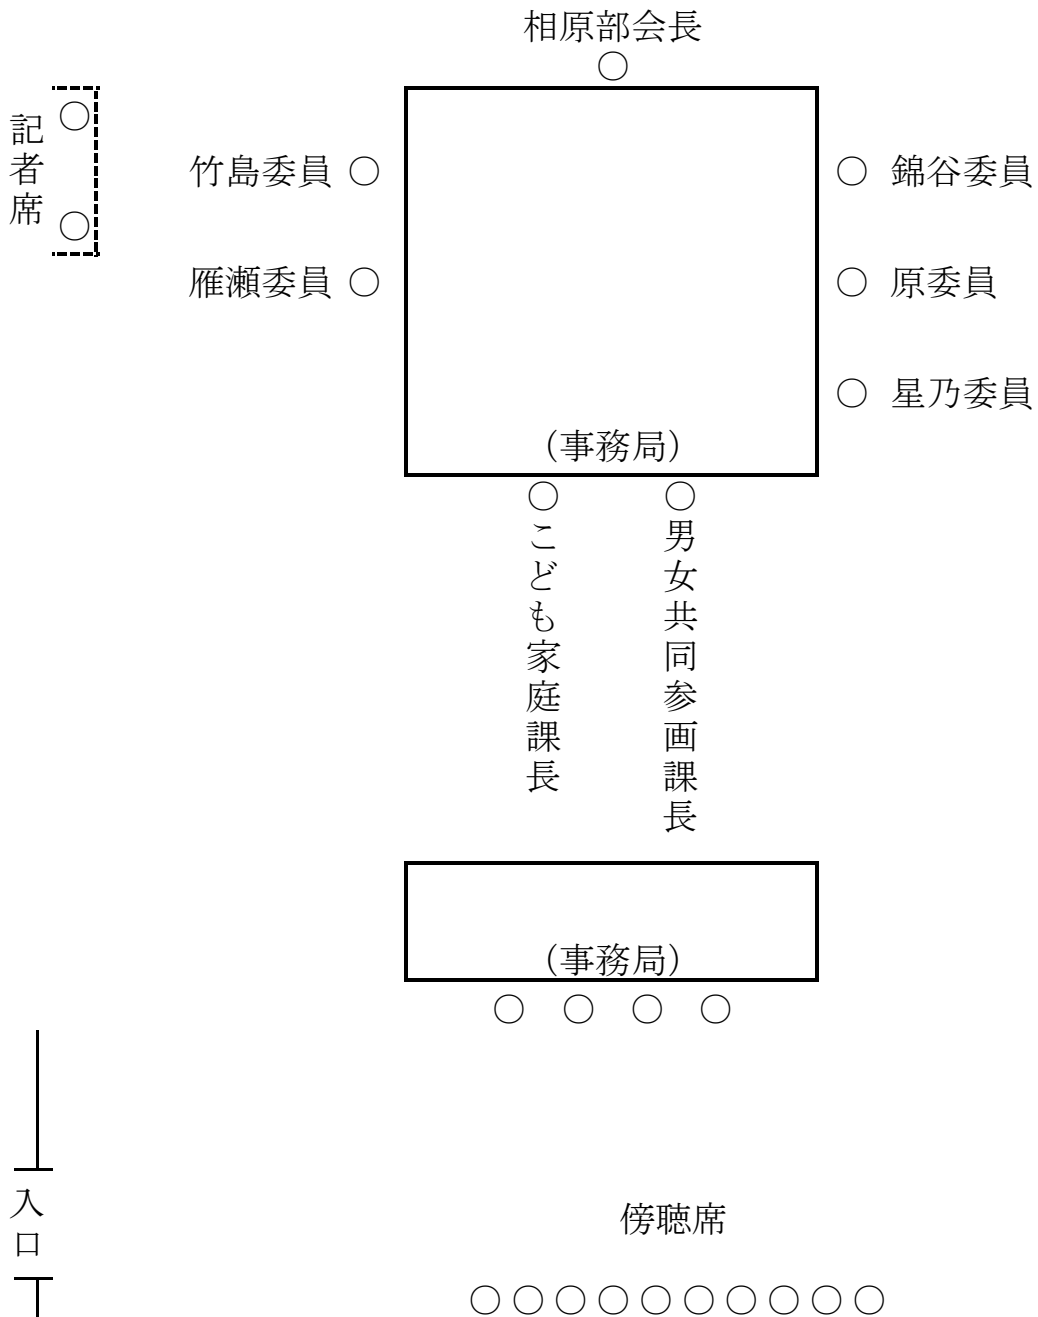 相原部会長
○
記者席
○
○
竹島委員 ○
○ 錦谷委員
雁瀬委員 ○
○ 原委員
○ 星乃委員
（事務局）
○こども家庭課長
○男女共同参画課長
（事務局）
○ ○ ○ ○
入口
傍聴席
○○○○○○○○○○